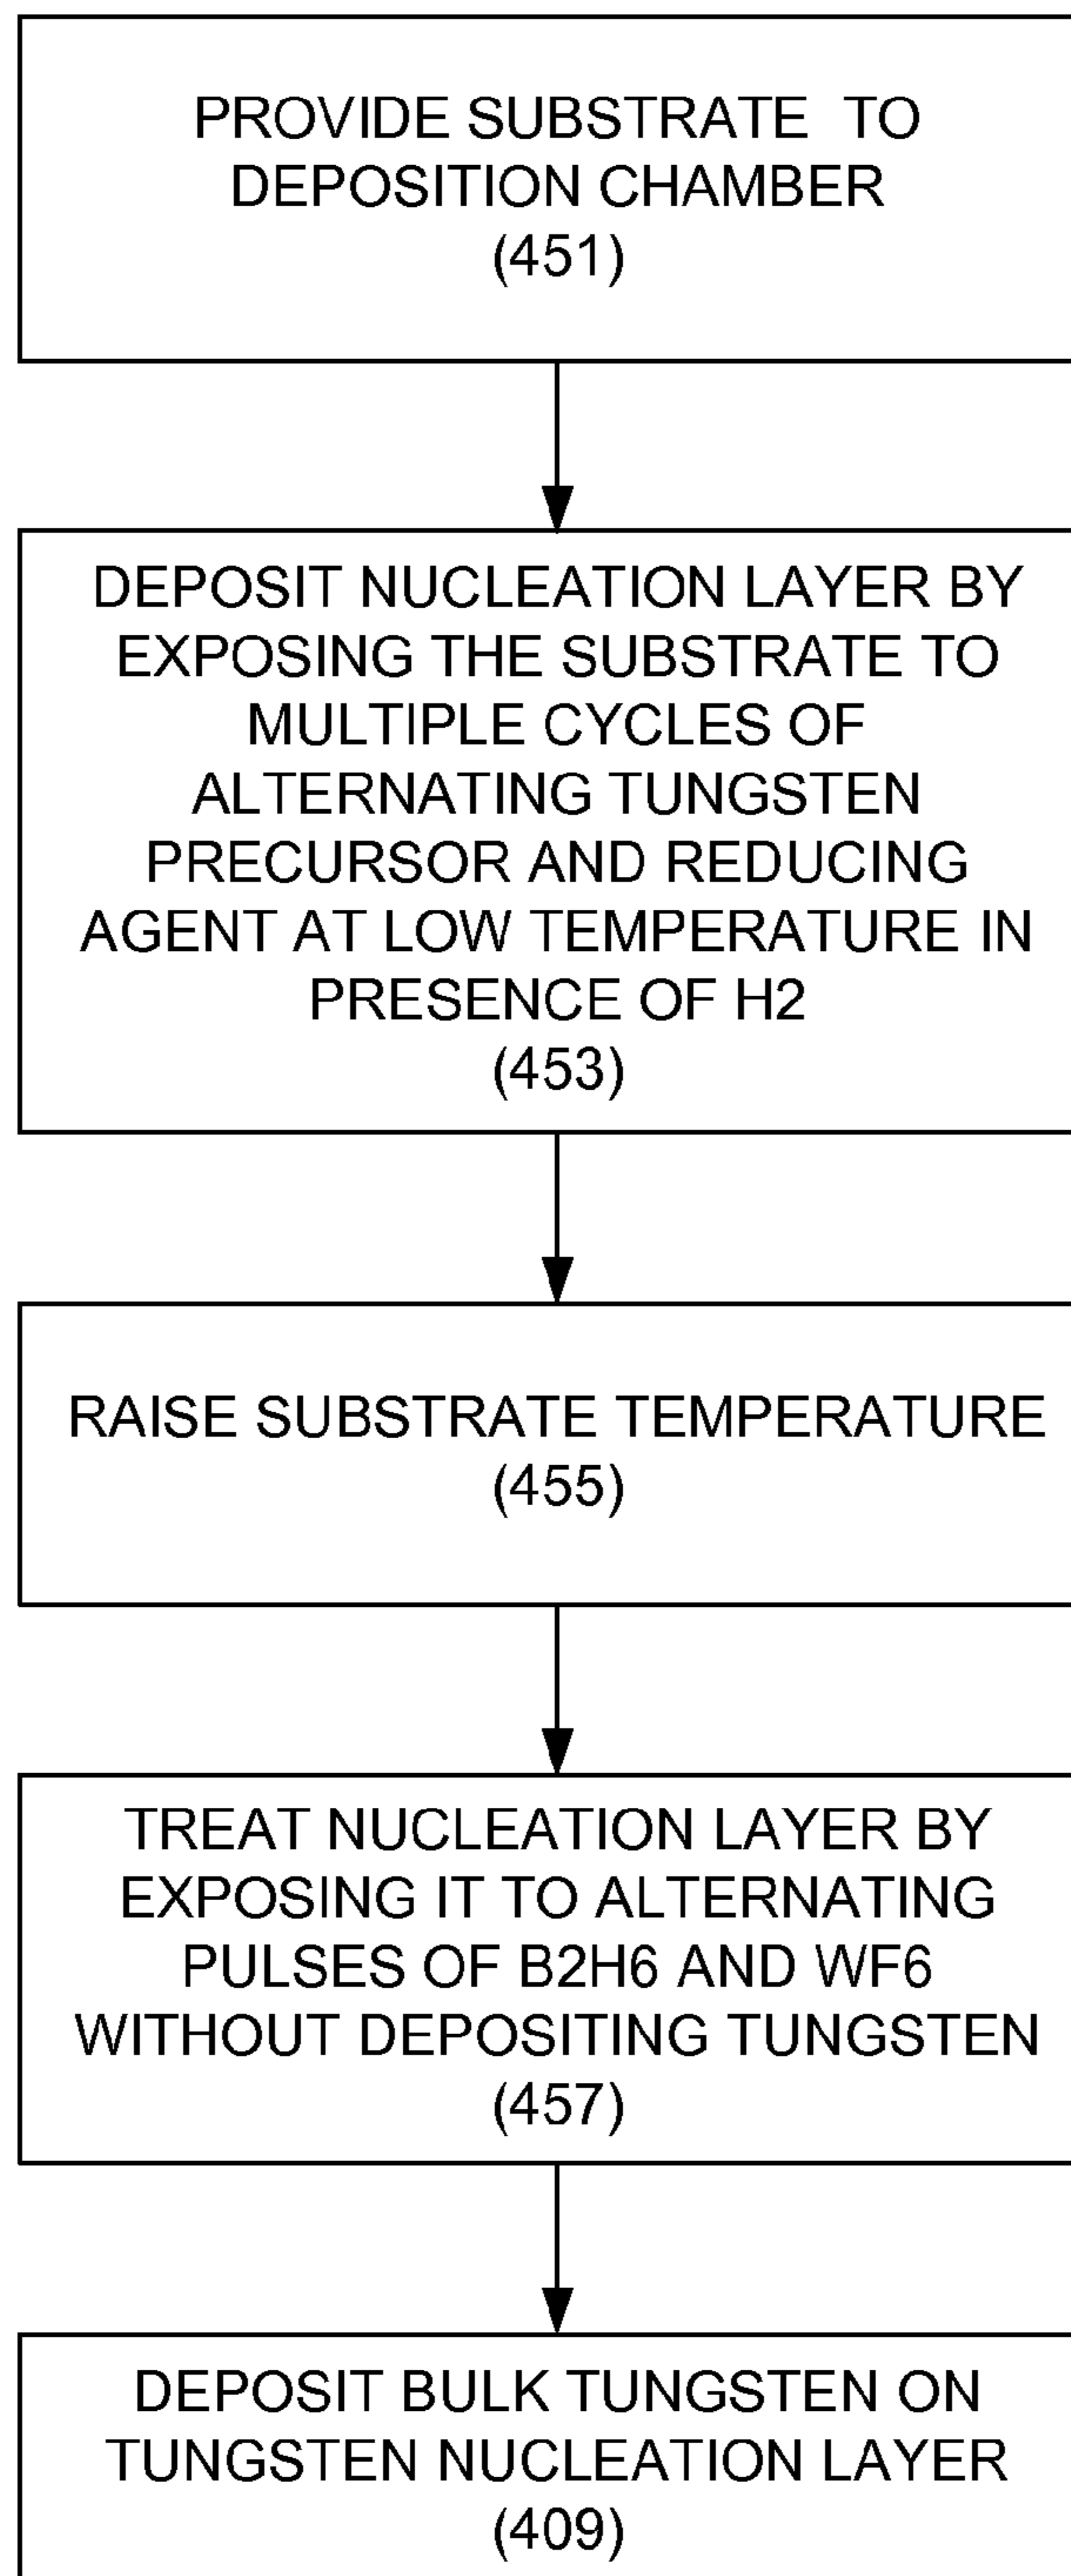 PROVIDE SUBSTRATE TO
DEPOSITION CHAMBER
(451)
DEPOSIT NUCLEATION LAYER BY
EXPOSING THE SUBSTRATE TO
MULTIPLE CYCLES OF
ALTERNATING TUNGSTEN
PRECURSOR AND REDUCING
AGENT AT LOW TEMPERATURE IN
PRESENCE OF H2
(453)
RAISE SUBSTRATE TEMPERATURE
(455)
TREAT NUCLEATION LAYER BY
EXPOSING IT TO ALTERNATING
PULSES OF B2H6 AND WF6
WITHOUT DEPOSITING TUNGSTEN
(457)
DEPOSIT BULK TUNGSTEN ON
TUNGSTEN NUCLEATION LAYER
(409)